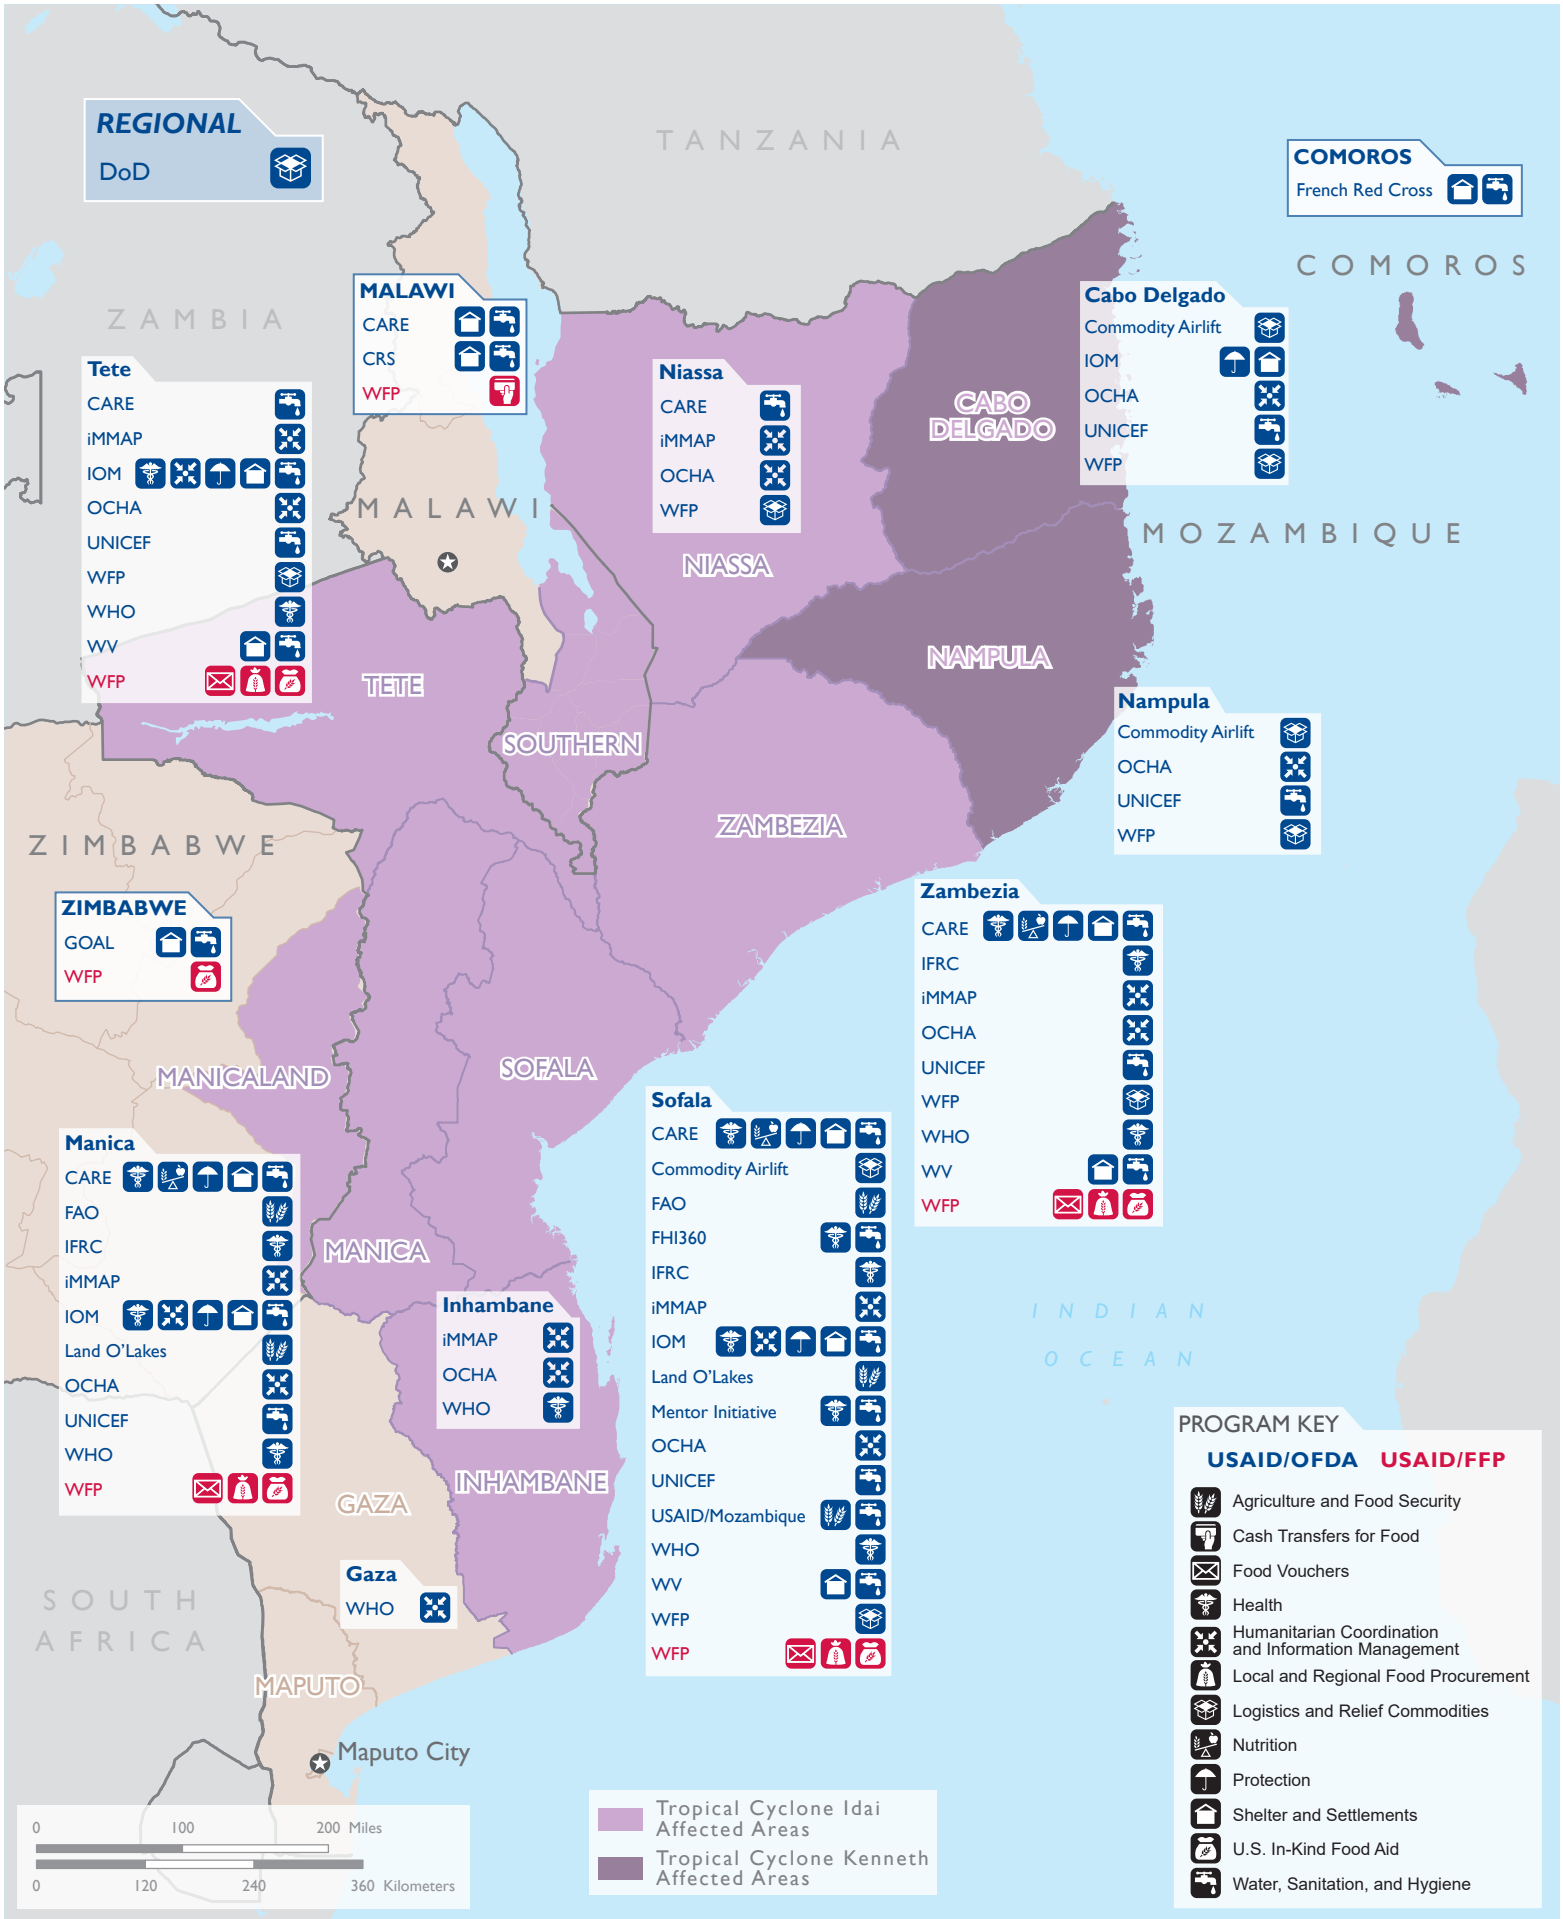 REGIONAL
DoD
TANZANIA
COMOROS
French Red Cross
COMOROS
ZAMBIA
MALAWI
CARE
CRS
WFP
Cabo Delgado
Commodity Airlift
IOM
OCHA
UNICEF
WFP
Tete
CARE
iMMAP
IOM
OCHA
UNICEF
WFP
WHO
WV
WFP
Niassa
CARE
iMMAP
OCHA
WFP
CABO
DELGADO
MALAWI
MOZAMBIQUE
NIASSA
NAMPULA
TETE
Nampula
Commodity Airlift
OCHA
UNICEF
WFP
SOUTHERN
ZAMBEZIA
ZIMBABWE
ZIMBABWE
GOAL
WFP
Zambezia
CARE
IFRC
iMMAP
OCHA
UNICEF
WFP
WHO
WV
WFP
MANICALAND
SOFALA
Sofala
CARE
Commodity Airlift
FAO
FHI360
IFRC
iMMAP
IOM
Land O'Lakes
Mentor Initiative
OCHA
UNICEF
USAID/Mozambique
WHO
WV
WFP
WFP
Manica
CARE
FAO
IFRC
iMMAP
IOM
Land O'Lakes
OCHA
UNICEF
WHO
WFP
MANICA
Inhambane
iMMAP
OCHA
WHO
INDIAN
OCEAN
INHAMBANE
GAZA
Gaza
WHO
SOUTH
AFRICA
MAPUTO
Maputo City
PROGRAM KEY
USAID/OFDA USAID/FFP
Agriculture and Food Security
Cash Transfers for Food
Food Vouchers
Health
Humanitarian Coordination
and Information Management
Local and Regional Food Procurement
Logistics and Relief Commodities
Nutrition
Protection
Shelter and Settlements
U.S. In-Kind Food Aid
Water, Sanitation, and Hygiene
Tropical Cyclone Idai
Affected Areas
Tropical Cyclone Kenneth
Affected Areas
0 100 200 Miles
0 120 240 360 Kilometers